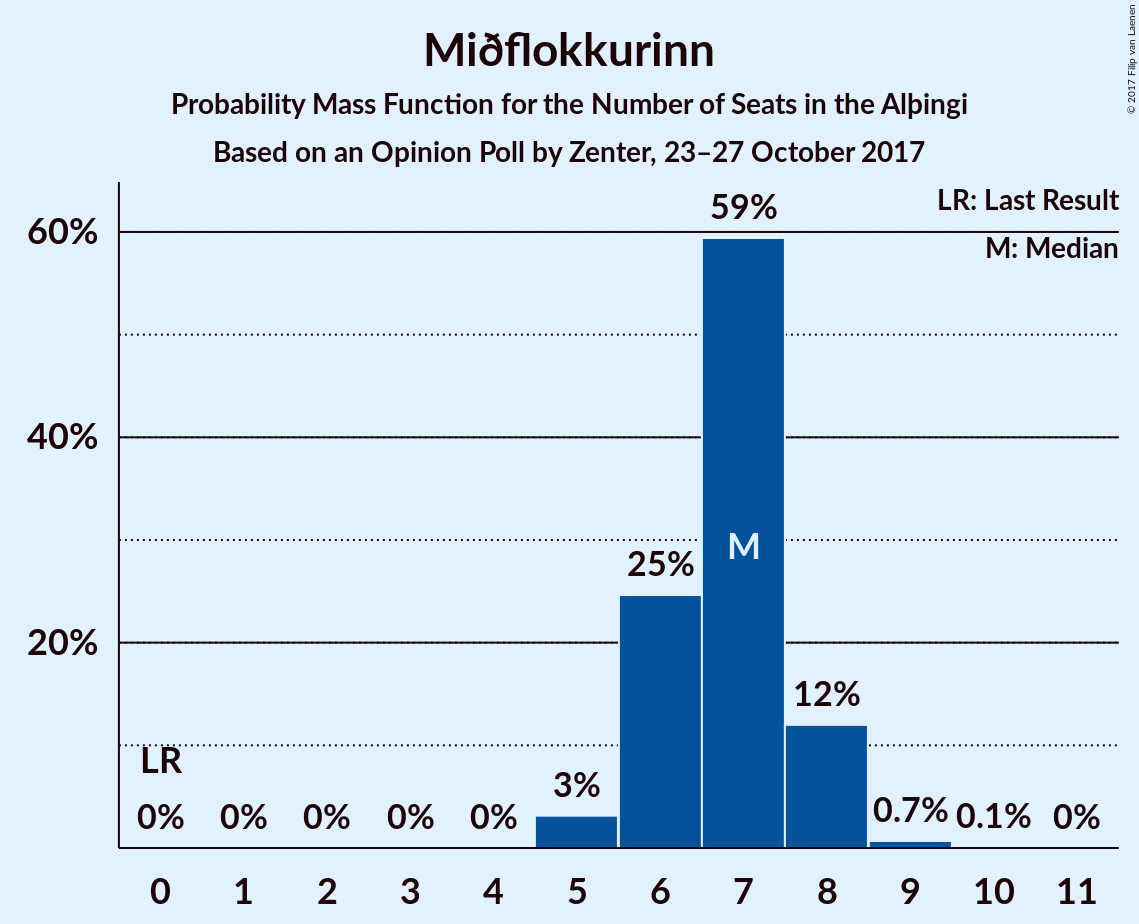 Miðflokkurinn
Probability Mass Function for the Number of Seats in the Alþingi
Based on an Opinion Poll by Zenter, 23–27 October 2017
© 2017 Filip van Laenen
LR: Last Result
M: Median
60%
40%
20%
59%
M
25%
12%
LR
3%
0% 0% 0% 0% 0% 0.7% 0.1% 0%
0 1 2 3 4 5 6 7 8 9 10 11